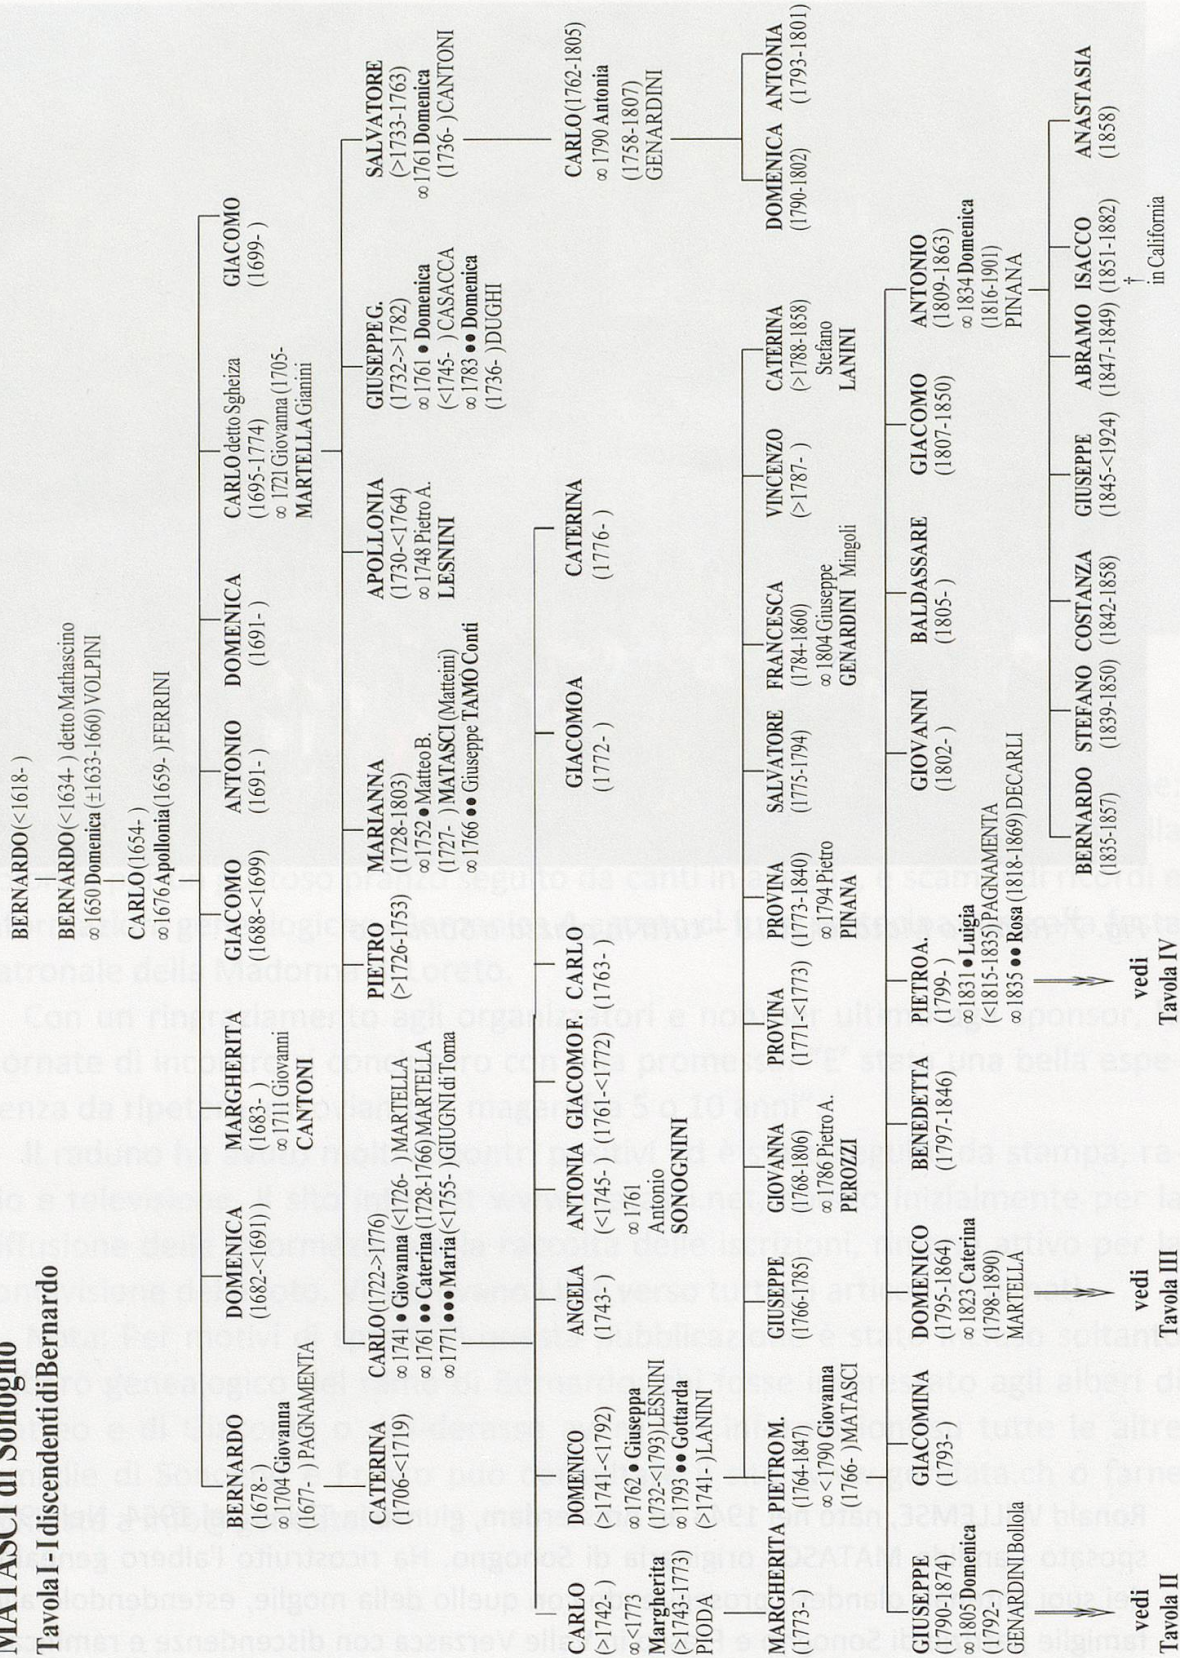 MATASCI di Sonogno
Tavola I - I discendenti di Bernardo
BERNARDO (<1618- )
BERNARDO (<1634- ) detto Mathascino
∞ 1650 Domenica (±1633-1660) VOLPINI
CARLO (1654- )
∞ 1676 Apollonia (1659- ) FERRINI
BERNARDO
(1678- )
∞ 1704 Giovanna
(1677- ) PAGNAMENTA
DOMENICA
(1682-<1691)
MARGHERITA
(1683- )
∞ 1711 Giovanni
CANTONI
GIACOMO
(1688-<1699)
ANTONIO
(1691- )
DOMENICA
(1691- )
CARLO detto Sgheiza
(1695-1774)
∞ 1721 Giovanna (1705-
MARTELLA Gianini
GIACOMO
(1699- )
CATERINA
(1706-<1719)
CARLO (1722->1776)
∞ 1741 • Giovanna (<1726- MARTELLA
∞ 1761 •• Caterina (1728-1766) MARTELLA
∞ 1771 ••• Maria (<1755- ) GIUGNI di Toma
PIETRO
(>1726-1753)
MARIANNA
(1728-1803)
∞ 1752 • Matteo B.
(1727- ) MATASCI (Matteini)
∞ 1766 •• Giuseppe TAMÒ Conti
APOLLONIA
(1730-<1764)
∞ 1748 Pietro A.
LESNINI
GIUSEPPE G.
(1732->1782)
∞ 1761 • Domenica
(<1745- ) CASACCA
∞ 1783 •• Domenica
(1736- ) DUGHI
SALVATORE
(>1733-1763)
∞ 1761 Domenica
(1736- ) CANTONI
CARLO
(>1742- )
∞ <1773
Margherita
(<1743-1773)
PIODA
DOMENICO
(1741-<1792)
∞ 1762 • Giuseppa
(1732-<1793) LESNINI
∞ 1793 •• Gottarda
(>1741- ) LANINI
ANGELA
(1743- )
ANTONIA
(<1745- )
∞ 1761
Antonio
SONOGNINI
GIACOMO F.
(1761-<1772)
CARLO
(1763- )
GIACOMOA
(1772- )
CATERINA
(1776- )
CARLO (1762-1805)
∞ 1790 Antonia
(1758-1807)
GENARDINI
MARGHERITA
(1773- )
PIETRO M.
(1764-1847)
∞ <1790 Giovanna
(1766- ) MATASCI
GIUSEPPE
(1766-1785)
GIOVANNA
(1768-1806)
∞ 1786 Pietro A.
PEROZZI
PROVINA
(1771-<1773)
PROVINA
(1773-1840)
∞ 1794 Pietro
PINANA
SALVATORE
(1775-1794)
FRANCESCA
(1784-1860)
∞ 1804 Giuseppe
GENARDINI Mingoli
VINCENZO
(>1787- )
CATERINA
(>1788-1858)
Stefano
LANINI
DOMENICA
(1790-1802)
ANTONIA
(1793-1801)
GIUSEPPE
(1790-1874)
∞ 1805 Domenica
(1792- )
GENARDINI Bolloia
GIACOMINA
(1793- )
DOMENICO
(1795-1864)
∞ 1823 Caterina
(1798-1890)
MARTELLA
BENEDETTA
(1797-1846)
PIETRO A.
(1799- )
∞ 1831 • Luigia
(<1815-1835) PAGNAMENTA
∞ 1835 •• Rosa (1818-1869) DECARLI
GIOVANNI
(1802- )
BALDASSARE
(1805- )
GIACOMO
(1807-1850)
ANTONIO
(1809-1863)
∞ 1834 Domenica
(1816-1901)
PINANA
BERNARDO
(1835-1857)
STEFANO
(1839-1850)
COSTANZA
(1842-1858)
GIUSEPPE
(1845-<1924)
ABRAMO
(1847-1849)
ISACCO
(1851-1882)
†
in California
ANASTASIA
(1858)
vedi
Tavola II
vedi
Tavola III
vedi
Tavola IV